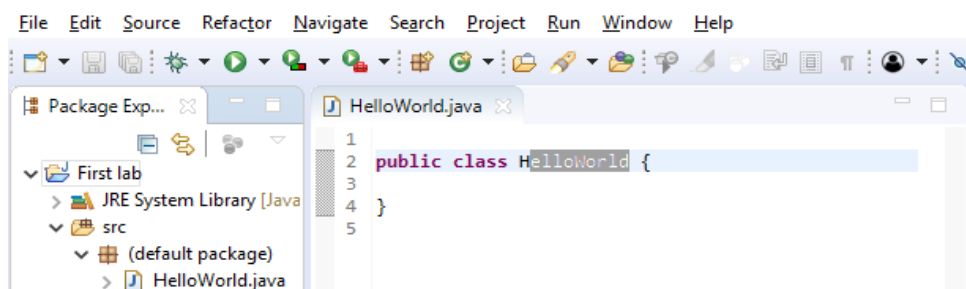 File Edit Source Refactor Navigate Search Project Run Window Help
Package Exp...
First lab
JRE System Library [Java
src
(default package)
HelloWorld.java
HelloWorld.java
1
2 public class HelloWorld {
3
4 }
5